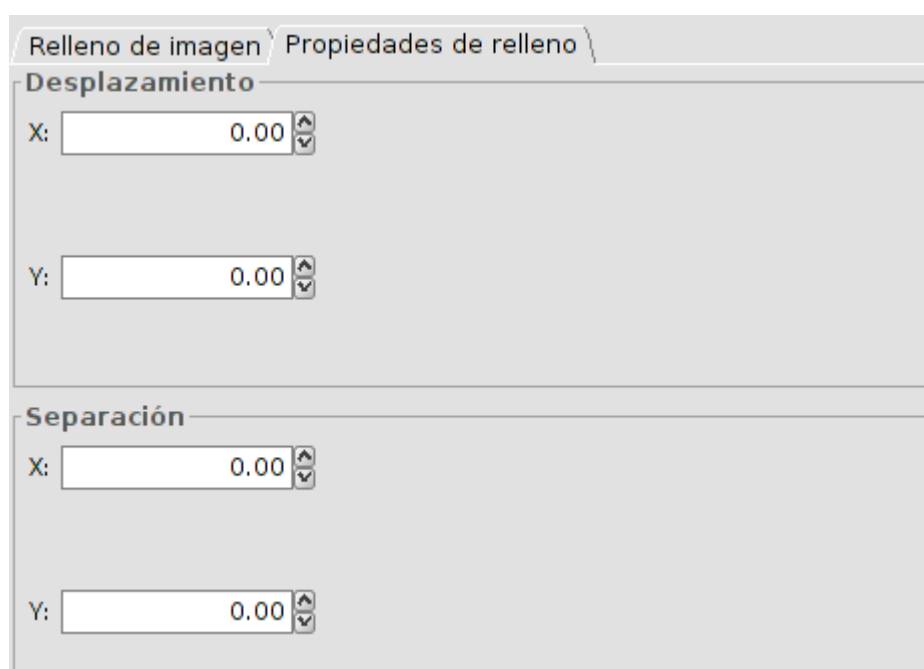 Relleno de imagen Propiedades de relleno
Desplazamiento
X: 0.00
Y: 0.00
Separación
X: 0.00
Y: 0.00